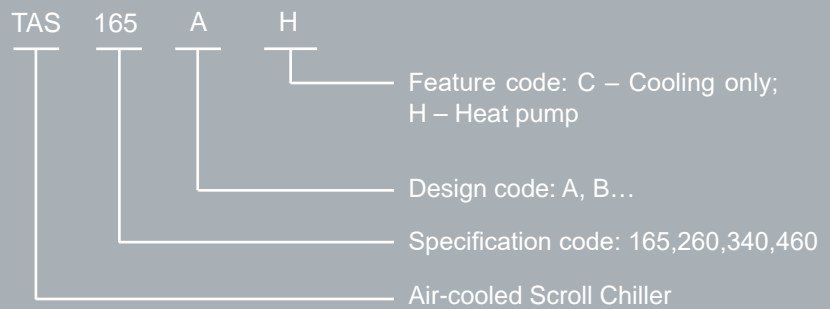 TAS 165 A H
Feature code: C – Cooling only;
H – Heat pump
Design code: A, B…
Specification code: 165,260,340,460
Air-cooled Scroll Chiller